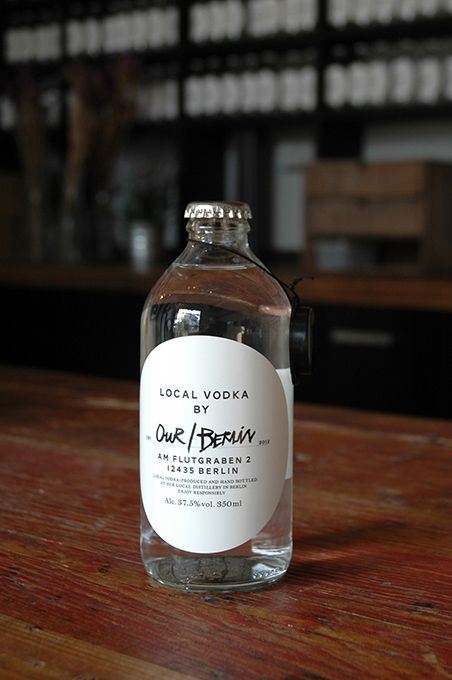 LOCAL VODKA
BY
EST. OUR/BERLIN 2013
AM FLUTGRABEN 2
12435 BERLIN
LOCAL VODKA-PRODUCED AND HAND BOTTLED
AT OUR LOCAL DISTILLERY IN BERLIN
ENJOY RESPONSIBLY
Alc.37.5%vol. 350ml